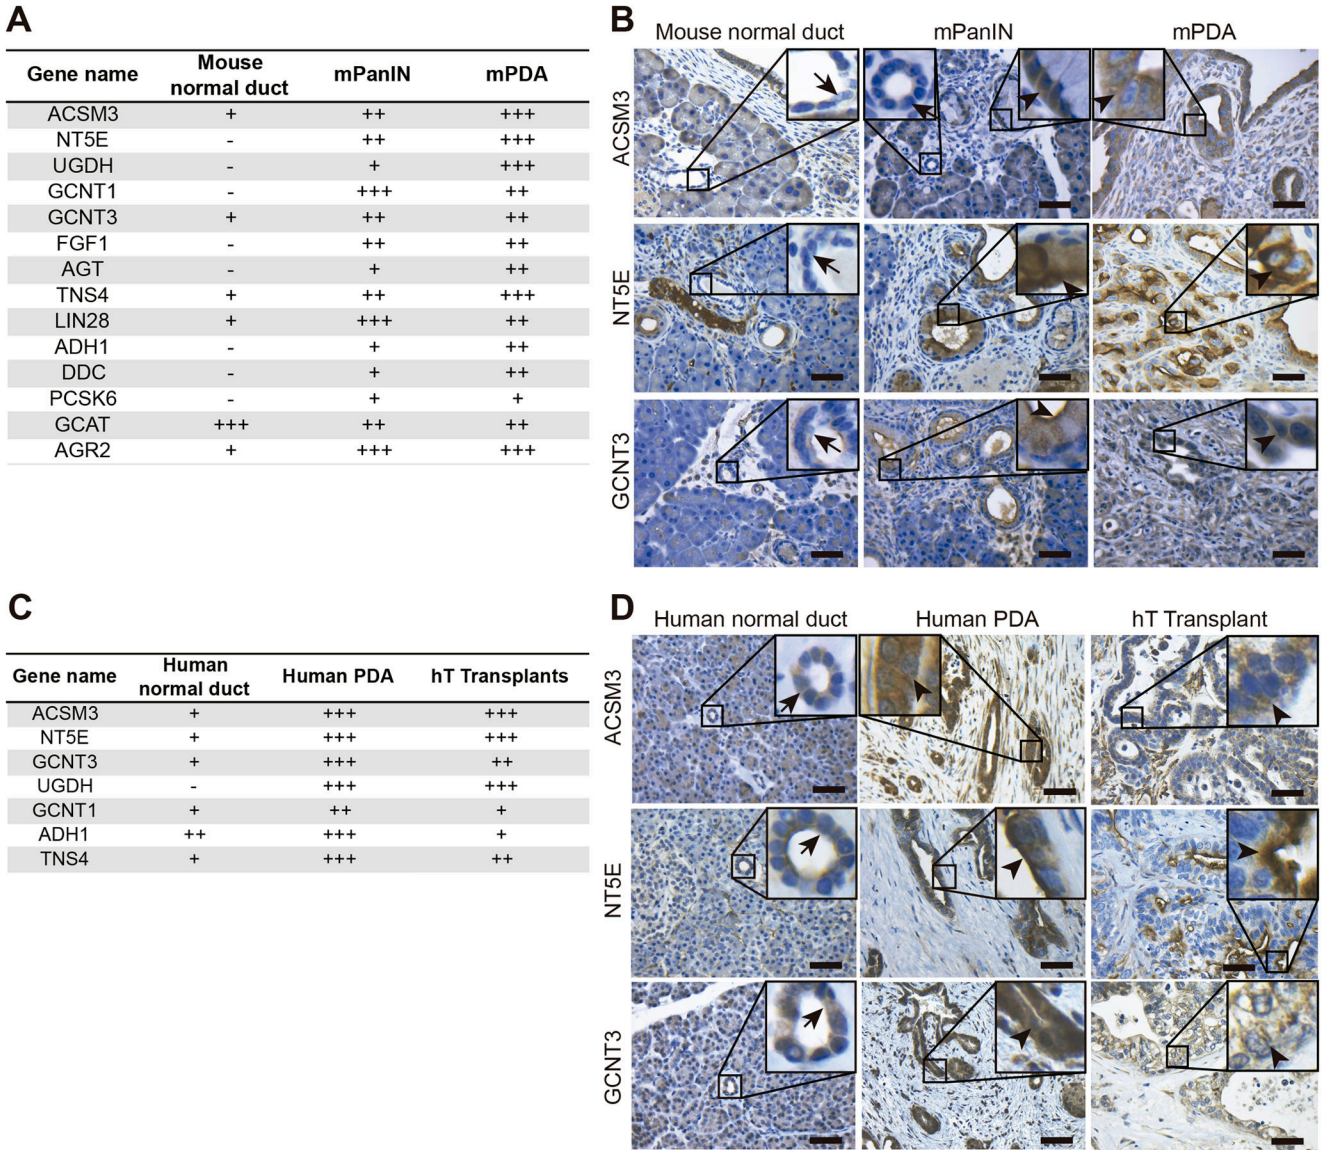 A
Gene name Mouse normal duct mPanIN mPDA
ACSM3 + ++ +++
NT5E - ++ +++
UGDH - + +++
GCNT1 - +++ ++
GCNT3 + ++ ++
FGF1 - ++ ++
AGT - + ++
TNS4 + ++ +++
LIN28 + +++ ++
ADH1 - + ++
DDC - + ++
PCSK6 - + +
GCAT +++ ++ ++
AGR2 + +++ +++
B
Mouse normal duct mPanIN mPDA
ACSM3
NT5E
GCNT3
C
Gene name Human normal duct Human PDA hT Transplants
ACSM3 + +++ +++
NT5E + +++ +++
GCNT3 + +++ ++
UGDH - +++ +++
GCNT1 + ++ +
ADH1 ++ +++ +
TNS4 + +++ ++
D
Human normal duct Human PDA hT Transplant
ACSM3
NT5E
GCNT3